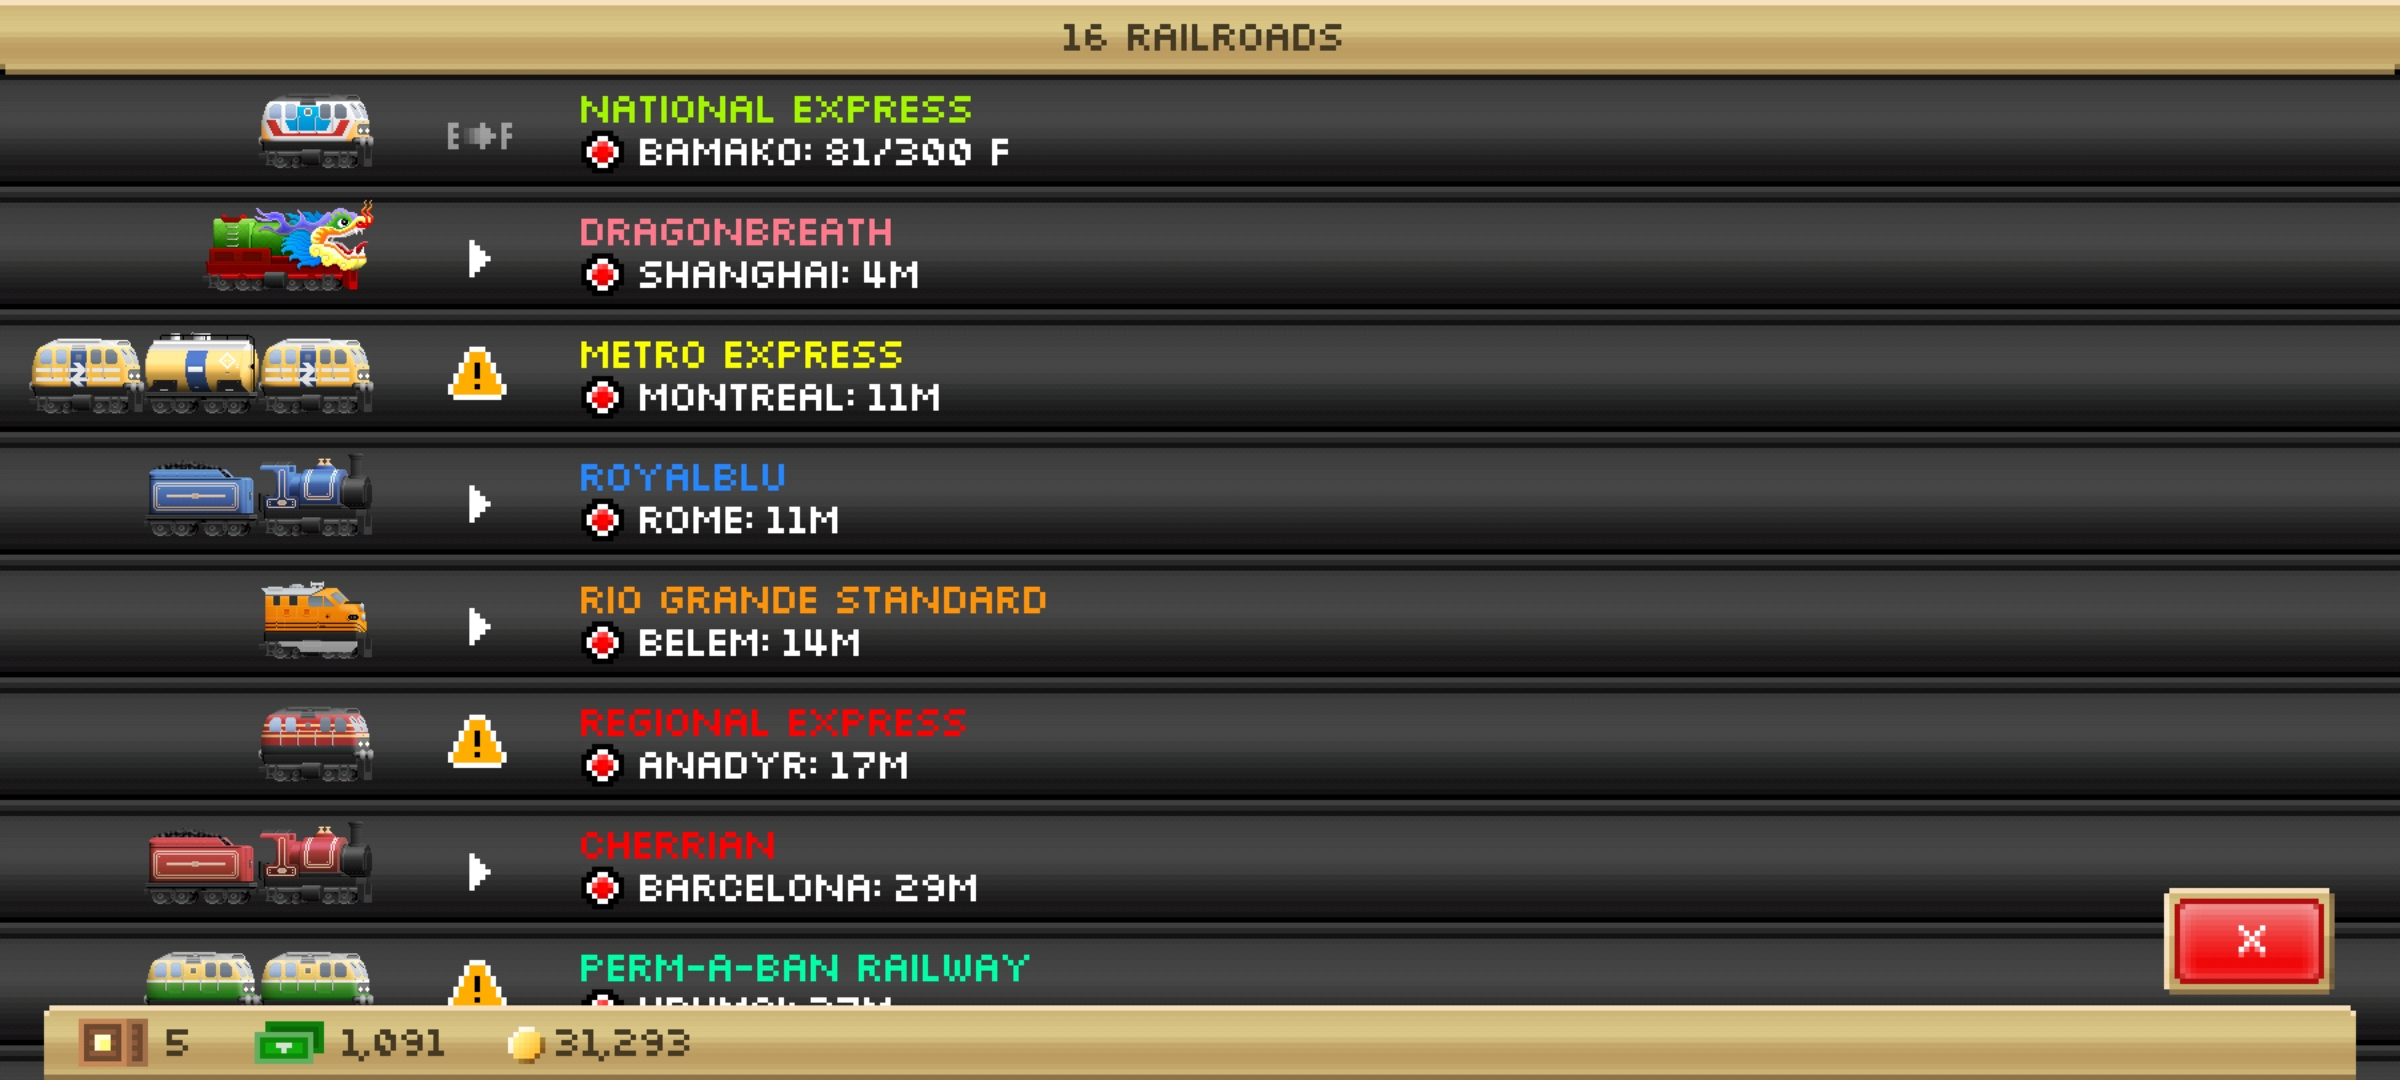 16 RAILROADS
E F
NATIONAL EXPRESS
BAMAKO: 81/300 F
DRAGONBREATH
SHANGHAI: 4M
METRO EXPRESS
MONTREAL: 11M
ROYALBLU
ROME: 11M
RIO GRANDE STANDARD
BELEM: 14M
REGIONAL EXPRESS
ANADYR: 17M
CHERRIAN
BARCELONA: 29M
PERM-A-BAN RAILWAY
X
5 1,091 31,293